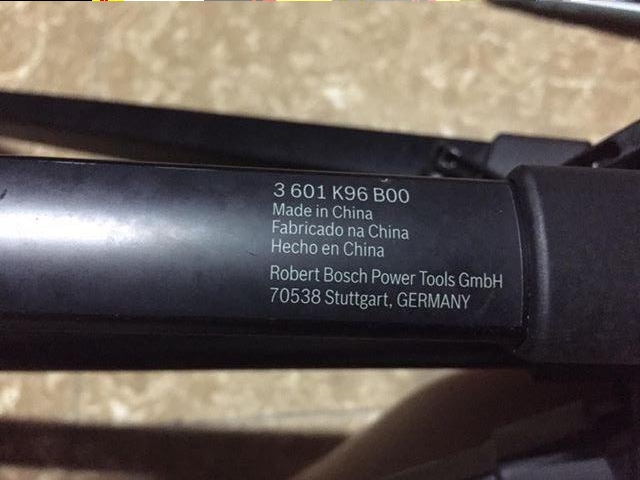 3 601 K96 B00
Made in China
Fabricado na China
Hecho en China
Robert Bosch Power Tools GmbH
70538 Stuttgart, GERMANY